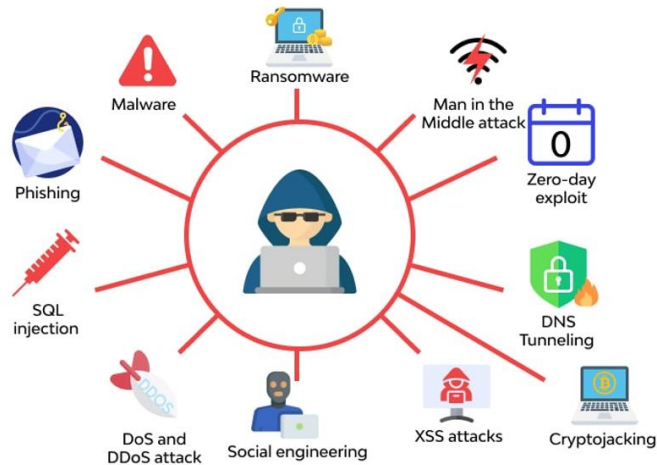 Ransomware
Malware
Man in the
Middle attack
Phishing
0
Zero-day
exploit
SQL
injection
DNS
Tunneling
DDOS
DoS and
DDoS attack
Social engineering
XSS attacks
Cryptojacking